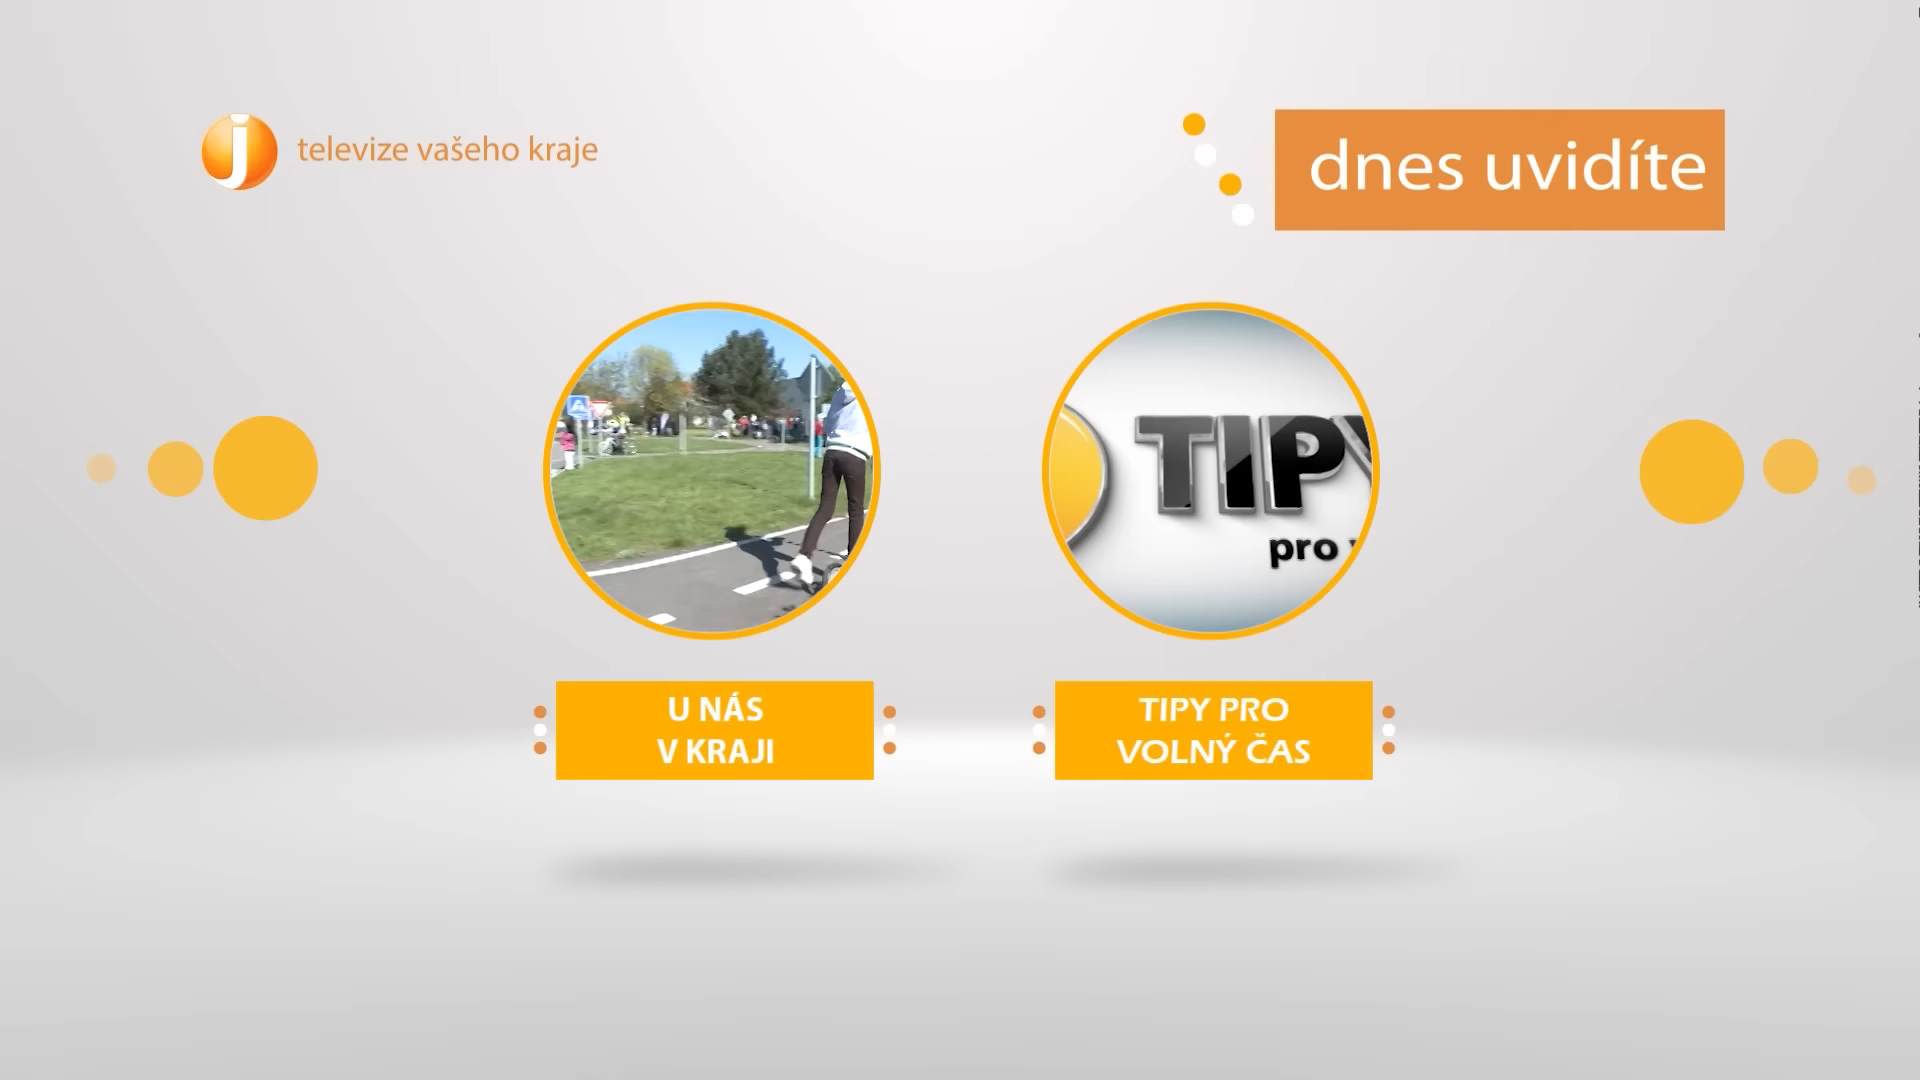 j televize vašeho kraje
dnes uvidíte
TIPY
pro
U NÁS
V KRAJI
TIPY PRO
VOLNÝ ČAS